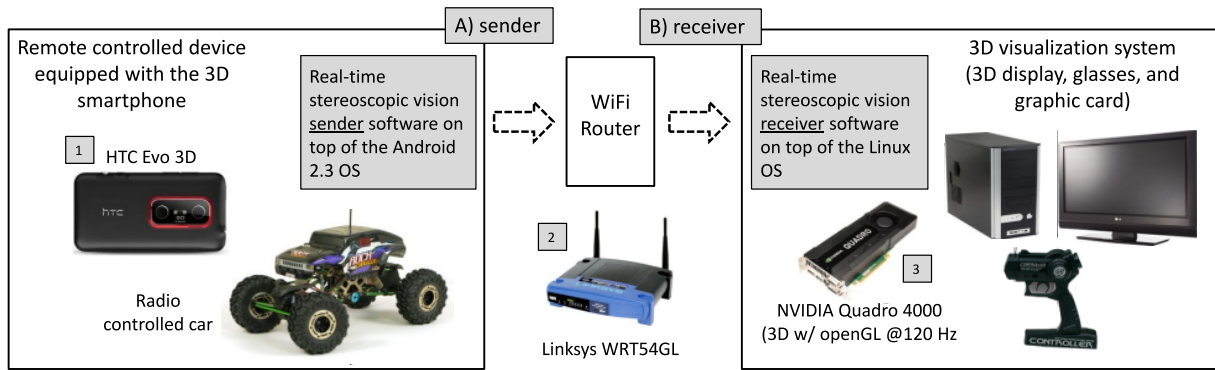 A) sender
B) receiver
Remote controlled device
equipped with the 3D
smartphone
1
HTC Evo 3D
hTC
Real-time
stereoscopic vision
sender software on
top of the Android
2.3 OS
Radio
controlled car
WiFi
Router
2
Linksys WRT54GL
Real-time
stereoscopic vision
receiver software
on top of the Linux
OS
3D visualization system
(3D display, glasses, and
graphic card)
QUADRO
3
NVIDIA Quadro 4000
(3D w/ openGL @120 Hz
CONTROLLER
CONTROLLER